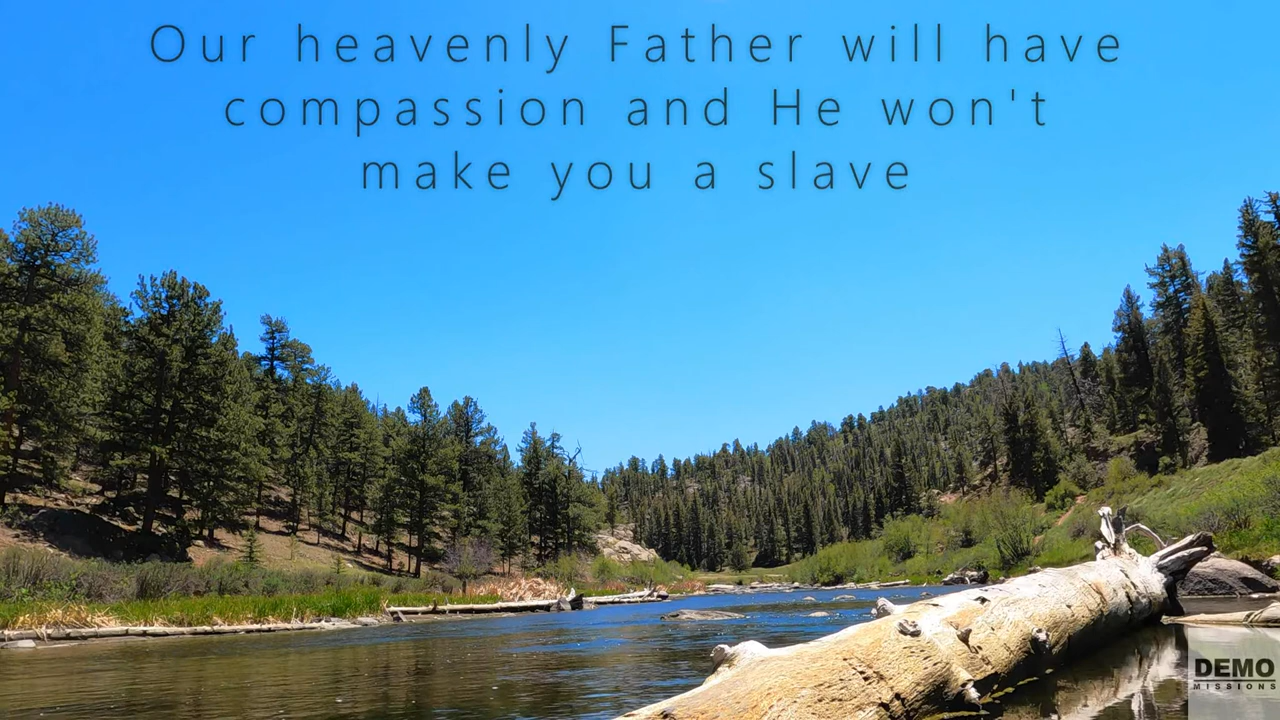 Our heavenly Father will have
compassion and He won't
make you a slave
DEMO
MISSIONS